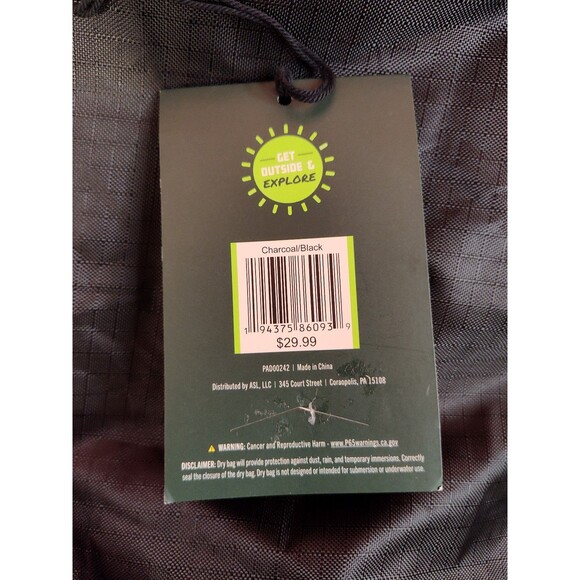 GET
OUTSIDE &
EXPLORE
Charcoal/Black
1 94375 86093 9
$29.99
PAD00242 | Made in China
Distributed by ASL, LLC | 345 Court Street | Coraopolis, PA 15108
WARNING: Cancer and Reproductive Harm - www.P65warnings.ca.gov
DISCLAIMER: Dry bag will provide protection against dust, rain, and temporary immersions. Correctly
seal the closure of the dry bag. Dry bag is not designed or intended for submersion or underwater use.